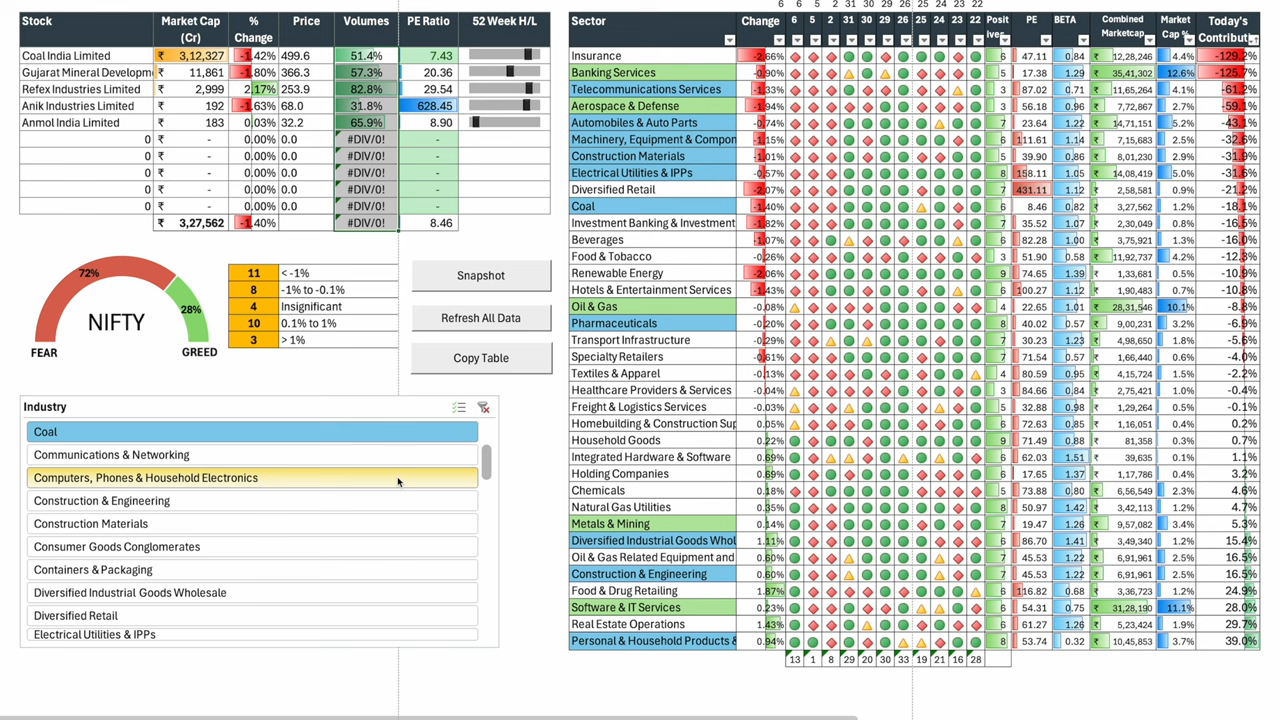 6 6 5 2 31 30 29 26 25 24 23 22
Stock Market Cap (Cr) % Change Price Volumes PE Ratio 52 Week H/L
Coal India Limited ₹ 3,12,327 -1.42% 499.6 51.4% 7.43
Gujarat Mineral Developm ₹ 11,861 -1.80% 366.3 57.3% 20.36
Refex Industries Limited ₹ 2,999 2.17% 253.9 82.8% 29.54
Anik Industries Limited ₹ 192 -1.63% 68.0 31.8% 628.45
Anmol India Limited ₹ 183 0.03% 32.2 65.9% 8.90
0 ₹ - 0.00% 0.0 #DIV/0! -
0 ₹ - 0.00% 0.0 #DIV/0! -
0 ₹ - 0.00% 0.0 #DIV/0! -
0 ₹ - 0.00% 0.0 #DIV/0! -
0 ₹ - 0.00% 0.0 #DIV/0! -
₹ 3,27,562 -1.40% #DIV/0! 8.46
72%
28%
NIFTY
FEAR GREED
11 < -1%
8 -1% to -0.1%
4 Insignificant
10 0.1% to 1%
3 > 1%
Snapshot
Refresh All Data
Copy Table
Industry
Coal
Communications & Networking
Computers, Phones & Household Electronics
Construction & Engineering
Construction Materials
Consumer Goods Conglomerates
Containers & Packaging
Diversified Industrial Goods Wholesale
Diversified Retail
Electrical Utilities & IPPs
Sector Change 6 6 5 2 31 30 29 26 25 24 23 22 Posit ives PE BETA Combined Marketcap Market Cap % Today's Contribut
Insurance -2.66% 6 47.11 0.84 ₹ 12,28,246 4.4% -129.2%
Banking Services -0.90% 5 17.38 1.29 ₹ 35,41,302 12.6% -125.7%
Telecommunications Services -1.33% 3 87.02 0.71 ₹ 11,65,264 4.1% -61.2%
Aerospace & Defense -1.94% 3 56.18 0.96 ₹ 7,72,867 2.7% -59.1%
Automobiles & Auto Parts -0.74% 7 23.64 1.22 ₹ 14,71,151 5.2% -43.1%
Machinery, Equipment & Compon -1.15% 6 111.61 1.14 ₹ 7,15,683 2.5% -32.6%
Construction Materials -1.01% 5 39.90 0.86 ₹ 8,01,230 2.9% -31.9%
Electrical Utilities & IPPs -0.57% 8 158.11 1.05 ₹ 14,08,419 5.0% -31.6%
Diversified Retail -2.07% 7 431.11 1.12 ₹ 2,58,581 0.9% -21.2%
Coal -1.40% 6 8.46 0.82 ₹ 3,27,562 1.2% -18.1%
Investment Banking & Investment -1.82% 7 35.52 1.07 ₹ 2,30,049 0.8% -16.5%
Beverages -1.07% 6 82.28 1.00 ₹ 3,75,921 1.3% -16.0%
Food & Tobacco -0.26% 3 51.90 0.58 ₹ 11,92,737 4.2% -12.3%
Renewable Energy -2.06% 9 74.65 1.39 ₹ 1,33,681 0.5% -10.9%
Hotels & Entertainment Services -1.43% 6 100.27 1.12 ₹ 1,90,483 0.7% -10.8%
Oil & Gas -0.08% 4 22.65 1.01 ₹ 28,31,546 10.1% -8.8%
Pharmaceuticals -0.20% 8 40.02 0.57 ₹ 9,00,231 3.2% -6.9%
Transport Infrastructure -0.29% 7 30.23 1.23 ₹ 4,98,650 1.8% -5.6%
Specialty Retailers -0.61% 7 71.54 0.57 ₹ 1,66,440 0.6% -4.0%
Textiles & Apparel -0.13% 4 80.59 0.95 ₹ 4,15,724 1.5% -2.2%
Healthcare Providers & Services -0.04% 3 84.66 0.84 ₹ 2,75,421 1.0% -0.4%
Freight & Logistics Services -0.03% 5 32.88 0.98 ₹ 1,29,264 0.5% -0.1%
Homebuilding & Construction Sup 0.05% 6 72.63 0.85 ₹ 1,16,051 0.4% 0.2%
Household Goods 0.22% 9 71.49 0.88 ₹ 81,358 0.3% 0.7%
Integrated Hardware & Software 0.69% 6 62.03 1.51 ₹ 39,635 0.1% 1.1%
Holding Companies 0.69% 6 17.65 1.37 ₹ 1,17,786 0.4% 3.2%
Chemicals 0.18% 5 73.88 0.80 ₹ 6,56,549 2.3% 4.6%
Natural Gas Utilities 0.35% 8 50.97 1.42 ₹ 3,42,113 1.2% 4.7%
Metals & Mining 0.14% 7 19.47 1.26 ₹ 9,57,082 3.4% 5.3%
Diversified Industrial Goods Whol 1.11% 6 86.70 1.41 ₹ 3,49,340 1.2% 15.4%
Oil & Gas Related Equipment and 0.60% 7 45.53 1.22 ₹ 6,91,961 2.5% 16.5%
Construction & Engineering 0.60% 7 45.53 1.22 ₹ 6,91,961 2.5% 16.5%
Food & Drug Retailing 1.87% 6 116.82 0.68 ₹ 3,36,723 1.2% 24.9%
Software & IT Services 0.23% 6 54.31 0.75 ₹ 31,28,190 11.1% 28.0%
Real Estate Operations 1.43% 7 61.27 1.26 ₹ 5,23,424 1.9% 29.7%
Personal & Household Products & 0.94% 8 53.74 0.32 ₹ 10,45,853 3.7% 39.0%
13 1 8 29 20 30 33 19 21 16 28